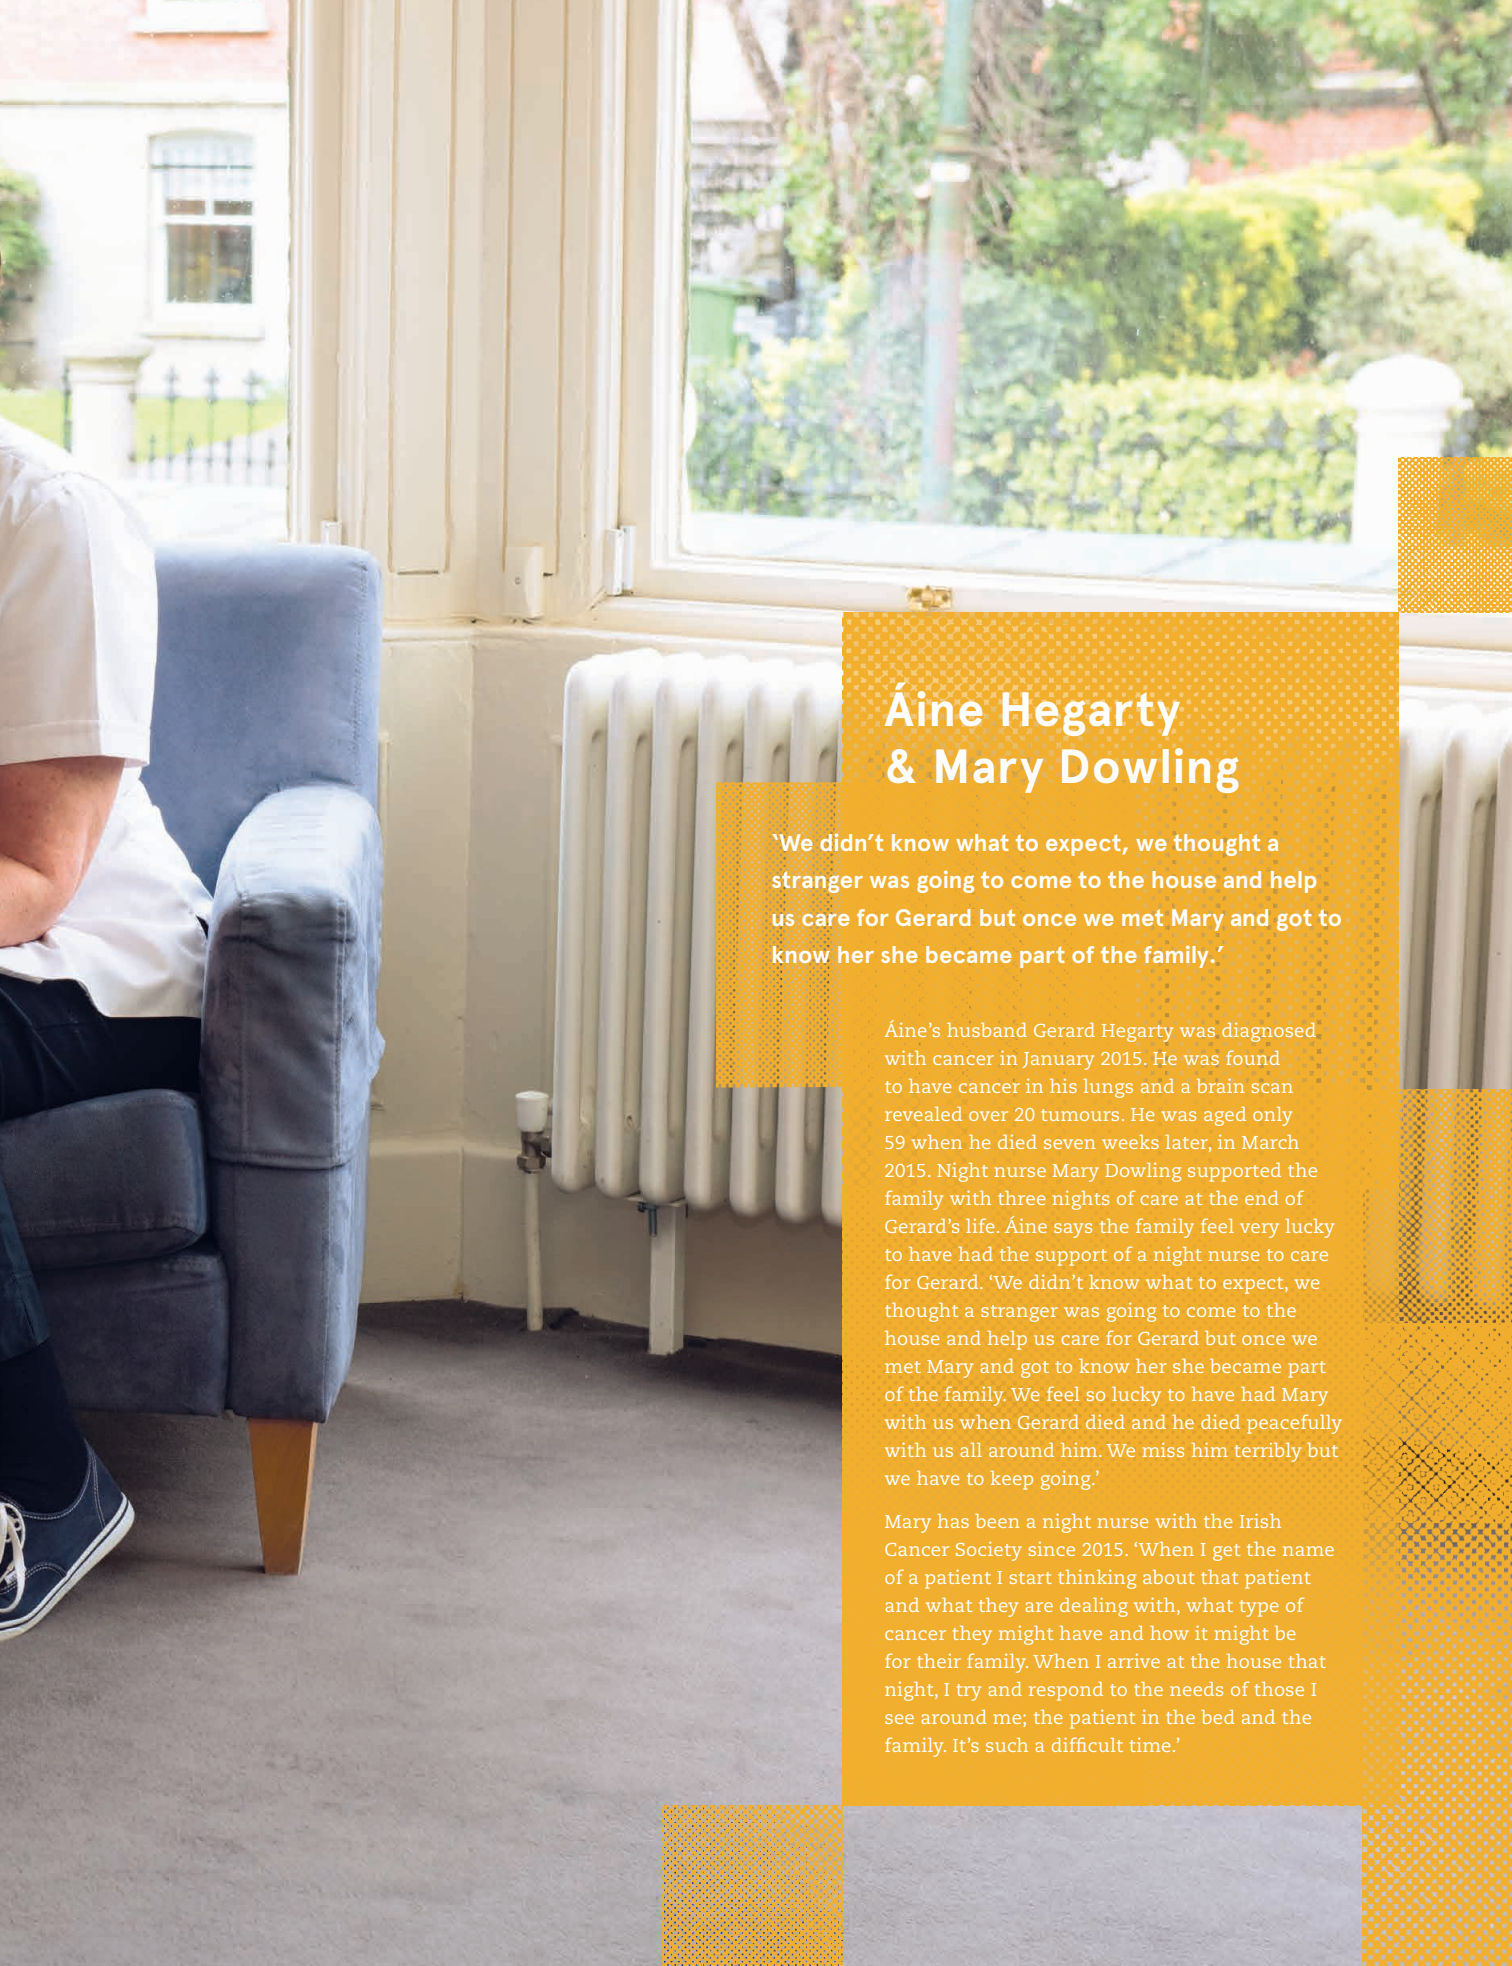 Áine Hegarty
& Mary Dowling
‘We didn’t know what to expect, we thought a
stranger was going to come to the house and help
us care for Gerard but once we met Mary and got to
know her she became part of the family.’
Áine’s husband Gerard Hegarty was diagnosed
with cancer in January 2015. He was found
to have cancer in his lungs and a brain scan
revealed over 20 tumours. He was aged only
59 when he died seven weeks later, in March
2015. Night nurse Mary Dowling supported the
family with three nights of care at the end of
Gerard’s life. Áine says the family feel very lucky
to have had the support of a night nurse to care
for Gerard. ‘We didn’t know what to expect, we
thought a stranger was going to come to the
house and help us care for Gerard but once we
met Mary and got to know her she became part
of the family. We feel so lucky to have had Mary
with us when Gerard died and he died peacefully
with us all around him. We miss him terribly but
we have to keep going.’
Mary has been a night nurse with the Irish
Cancer Society since 2015. ‘When I get the name
of a patient I start thinking about that patient
and what they are dealing with, what type of
cancer they might have and how it might be
for their family. When I arrive at the house that
night, I try and respond to the needs of those I
see around me; the patient in the bed and the
family. It’s such a difficult time.’